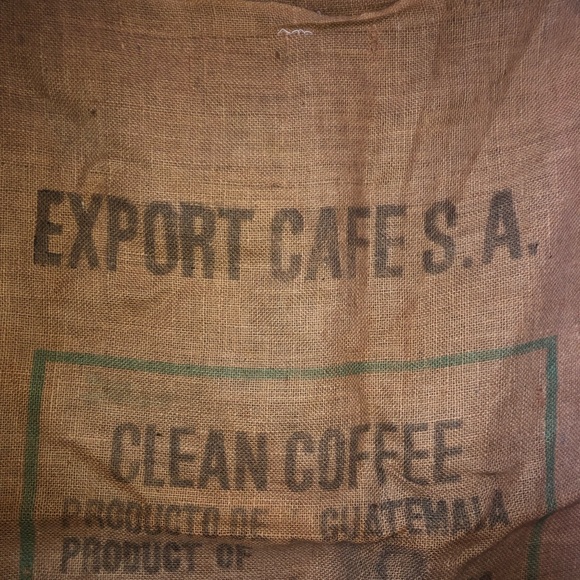 EXPORT CAFE S.A.
CLEAN COFFEE
PRODUCTO DE GUATEMALA
PRODUCT OF